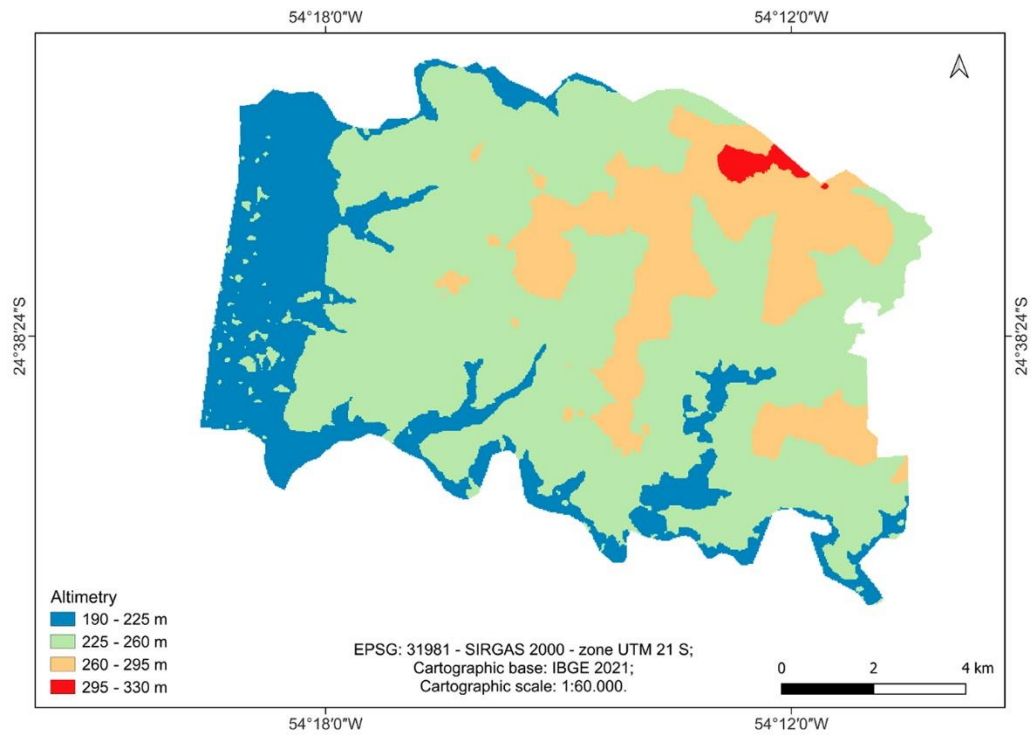 54°18'0"W 54°12'0"W
24°38'24"S 24°38'24"S
Altimetry
190 - 225 m
225 - 260 m
260 - 295 m
295 - 330 m
EPSG: 31981 - SIRGAS 2000 - zone UTM 21 S;
Cartographic base: IBGE 2021;
Cartographic scale: 1:60.000.
0 2 4 km
54°18'0"W 54°12'0"W